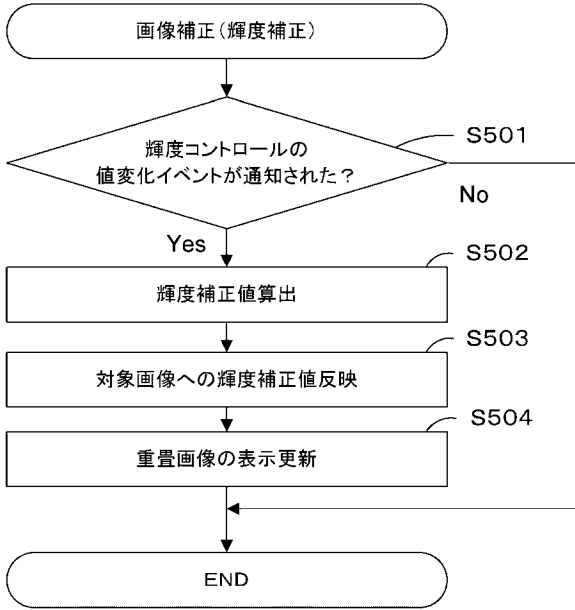 画像補正(輝度補正)
輝度コントロールの
値変化イベントが通知された?
S501
No
Yes
S502
輝度補正値算出
S503
対象画像への輝度補正値反映
S504
重畳画像の表示更新
END